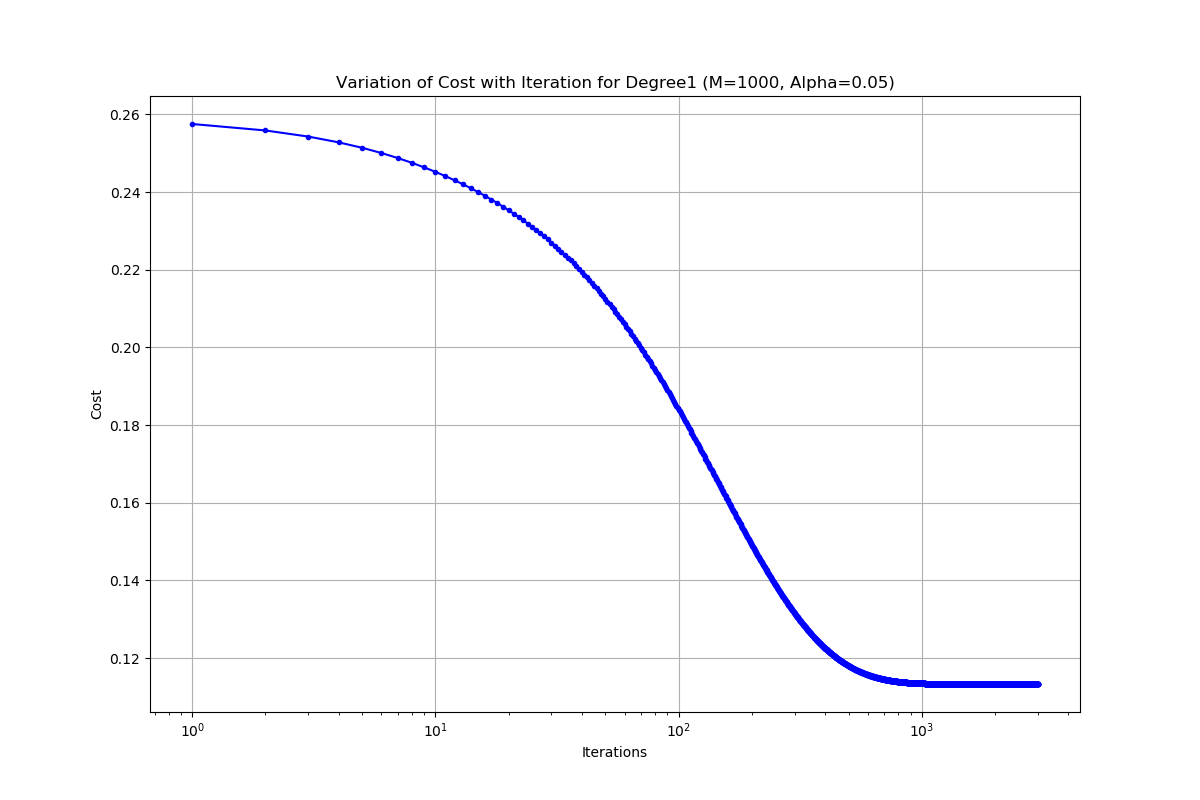 Variation of Cost with Iteration for Degree1 (M=1000, Alpha=0.05)
0.26
0.24
0.22
0.20
0.18
0.16
0.14
0.12
Cost
10⁰ 10¹ 10² 10³
Iterations